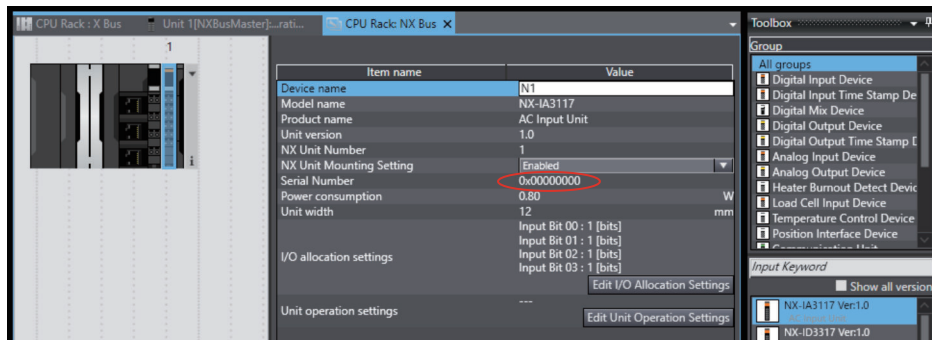 CPU Rack : X Bus
Unit 1[NXBusMaster]:...rati...
CPU Rack: NX Bus
1
Item name Value
Device name N1
Model name NX-IA3117
Product name AC Input Unit
Unit version 1.0
NX Unit Number 1
NX Unit Mounting Setting Enabled
Serial Number 0x00000000
Power consumption 0.80 W
Unit width 12 mm
I/O allocation settings
Input Bit 00 : 1 [bits]
Input Bit 01 : 1 [bits]
Input Bit 02 : 1 [bits]
Input Bit 03 : 1 [bits]
Edit I/O Allocation Settings
Unit operation settings
---
Edit Unit Operation Settings
Toolbox
Group
All groups
Digital Input Device
Digital Input Time Stamp De
Digital Mix Device
Digital Output Device
Digital Output Time Stamp D
Analog Input Device
Analog Output Device
Heater Burnout Detect Devic
Load Cell Input Device
Temperature Control Device
Position Interface Device
Communication Unit
Input Keyword
Show all version
NX-IA3117 Ver:1.0
AC Input Unit
NX-ID3317 Ver:1.0